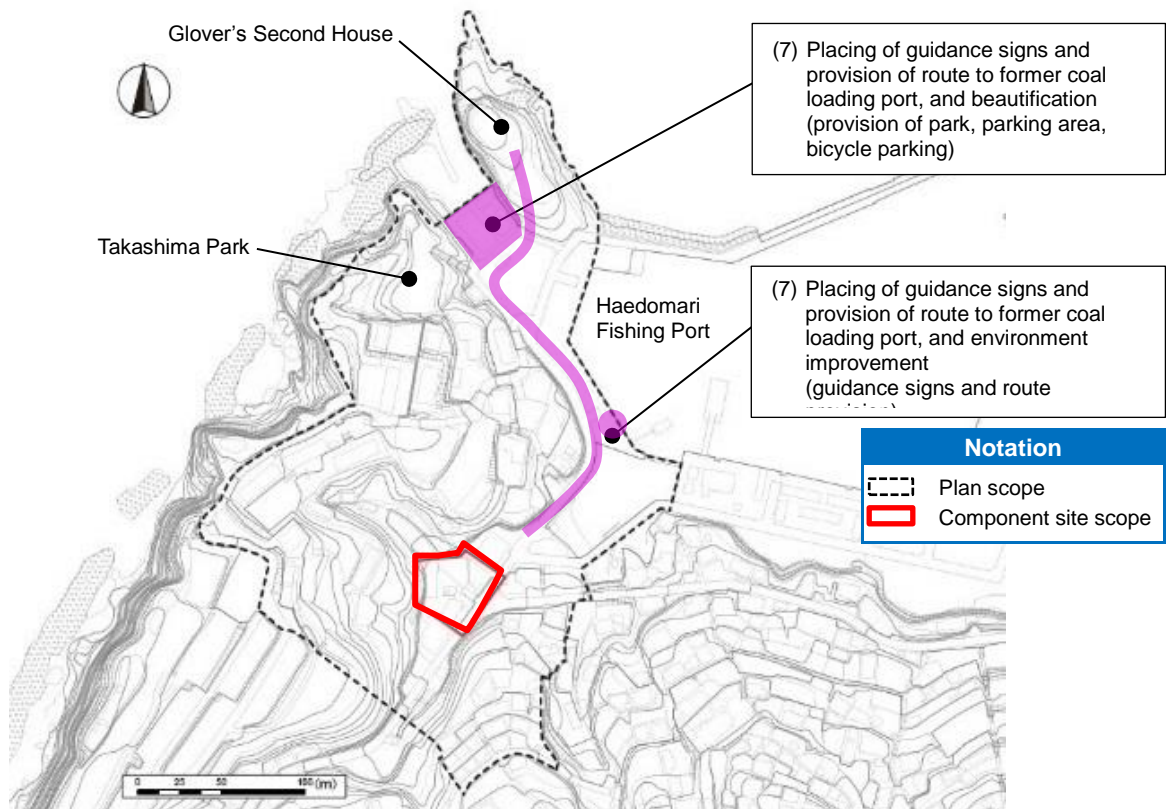 Glover's Second House
(7) Placing of guidance signs and
provision of route to former coal
loading port, and beautification
(provision of park, parking area,
bicycle parking)
Takashima Park
Haedomari
Fishing Port
(7) Placing of guidance signs and
provision of route to former coal
loading port, and environment
improvement
(guidance signs and route
Notation
Plan scope
Component site scope
0 25 50 100 (m)